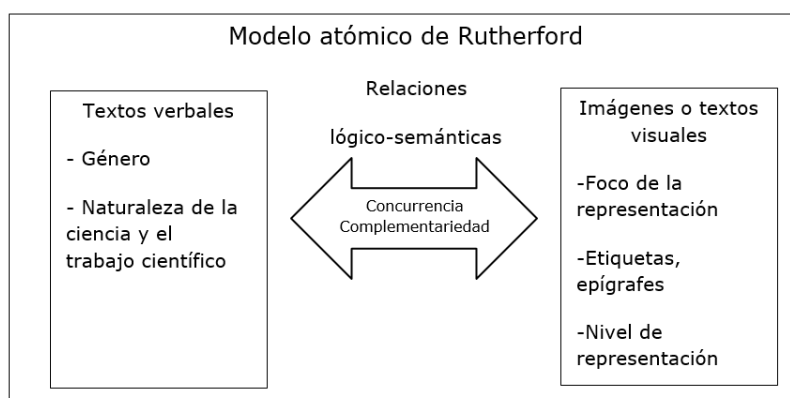 Modelo atómico de Rutherford
Textos verbales
- Género
- Naturaleza de la
ciencia y el
trabajo científico
Relaciones
lógico-semánticas
Concurrencia
Complementariedad
Imágenes o textos
visuales
-Foco de la
representación
-Etiquetas,
epígrafes
-Nivel de
representación